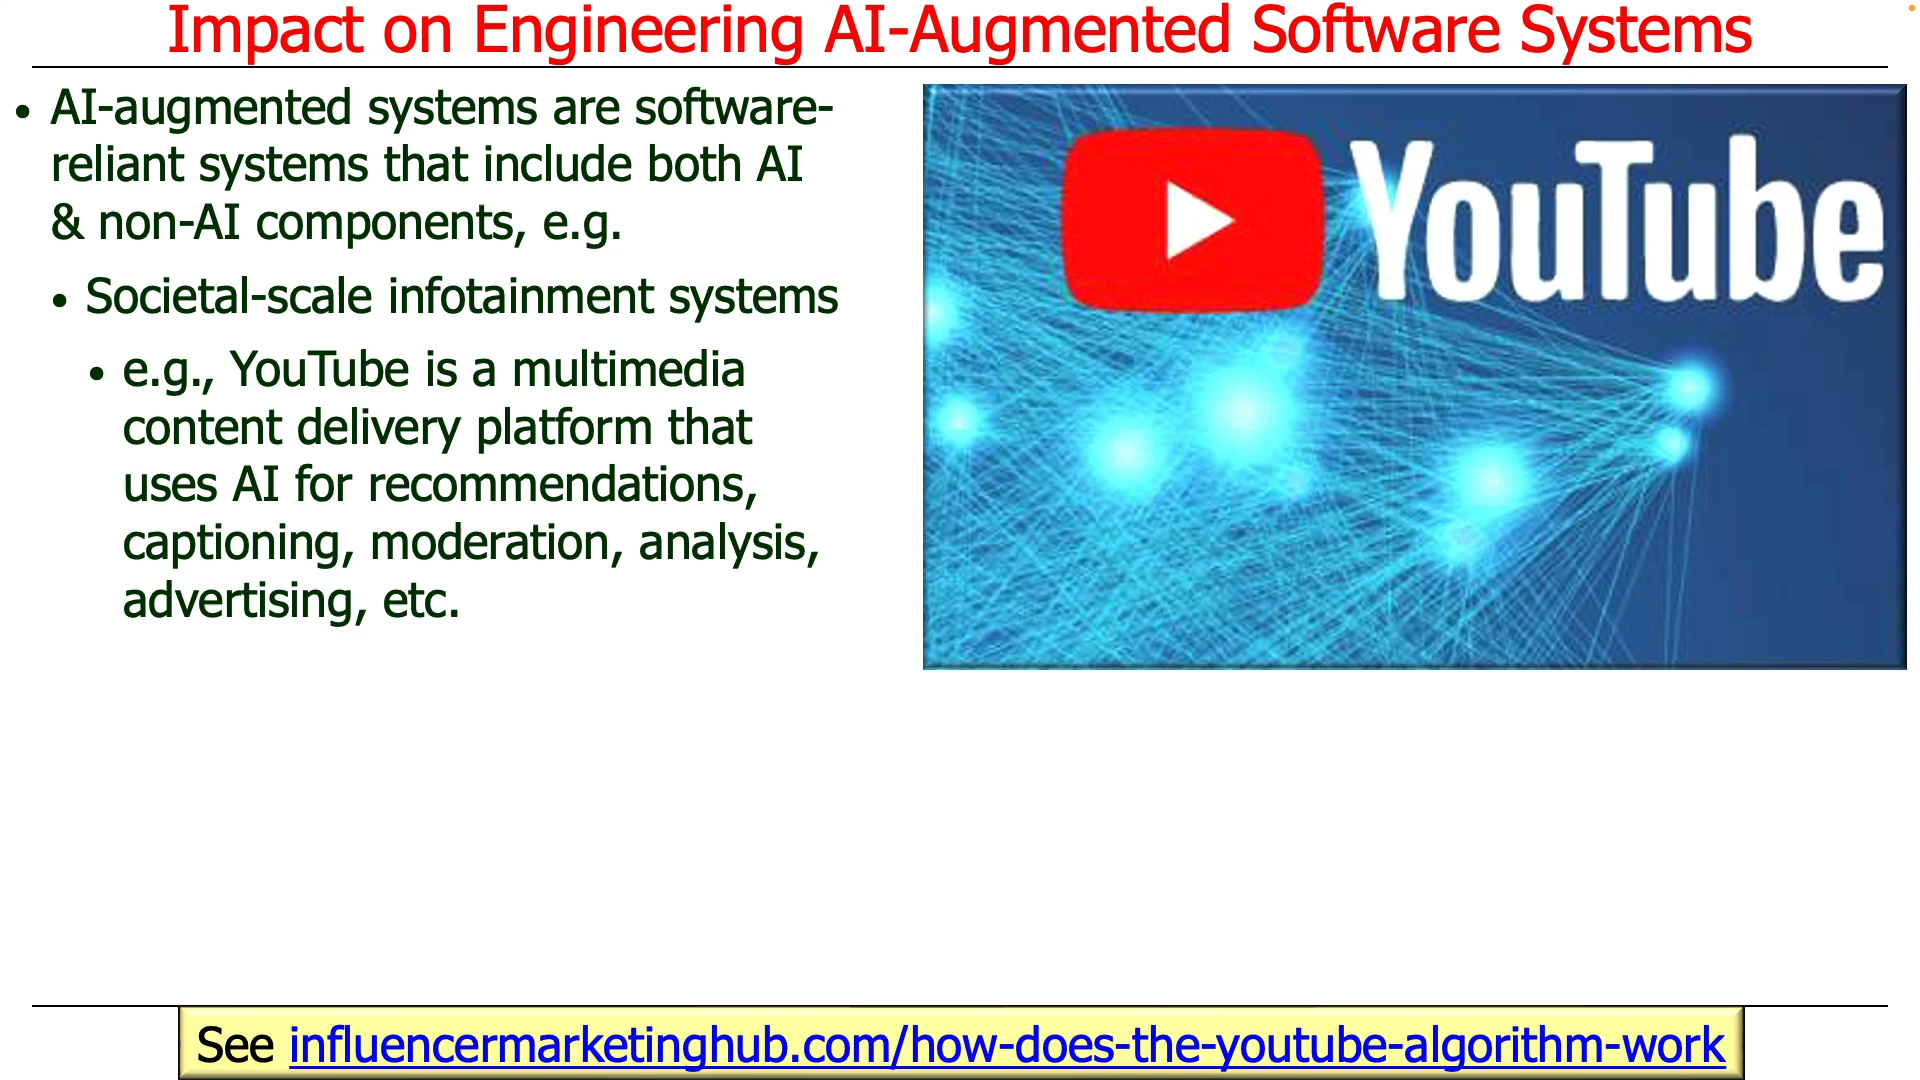 Impact on Engineering AI-Augmented Software Systems
• AI-augmented systems are software-
reliant systems that include both AI
& non-AI components, e.g.
• Societal-scale infotainment systems
• e.g., YouTube is a multimedia
content delivery platform that
uses AI for recommendations,
captioning, moderation, analysis,
advertising, etc.
YouTube
See influencermarketinghub.com/how-does-the-youtube-algorithm-work